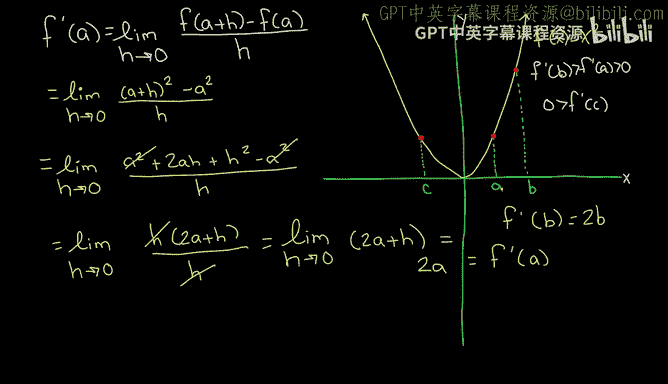 GPT中英字幕课程资源@bilibili.com
GPT中英字幕课程资源 bilibili
f'(a) = lim h→0 f(a+h)-f(a) / h
= lim h→0 (a+h)² - a² / h
= lim h→0 a² + 2ah + h² - a² / h
= lim h→0 h(2a+h) / h = lim h→0 (2a+h) =
2a = f'(a)
f'(b) > f'(a) > 0
0 > f'(c)
c a b x
f'(b) = 2b